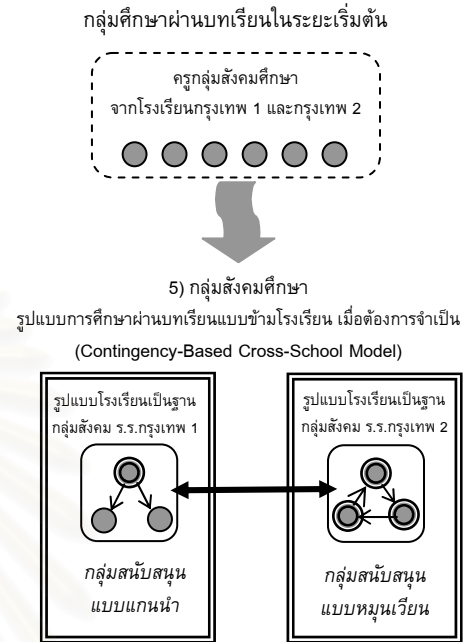 กลุ่มศึกษาผ่านบทเรียนในระยะเริ่มต้น
ครูกลุ่มสังคมศึกษา
จากโรงเรียนกรุงเทพ 1 และกรุงเทพ 2
5) กลุ่มสังคมศึกษา
รูปแบบการศึกษาผ่านบทเรียนแบบข้ามโรงเรียน เมื่อต้องการจำเป็น
(Contingency-Based Cross-School Model)
รูปแบบโรงเรียนเป็นฐาน
กลุ่มสังคม ร.ร.กรุงเทพ 1
กลุ่มสนับสนุน
แบบแกนนำ
รูปแบบโรงเรียนเป็นฐาน
กลุ่มสังคม ร.ร.กรุงเทพ 2
กลุ่มสนับสนุน
แบบหมุนเวียน